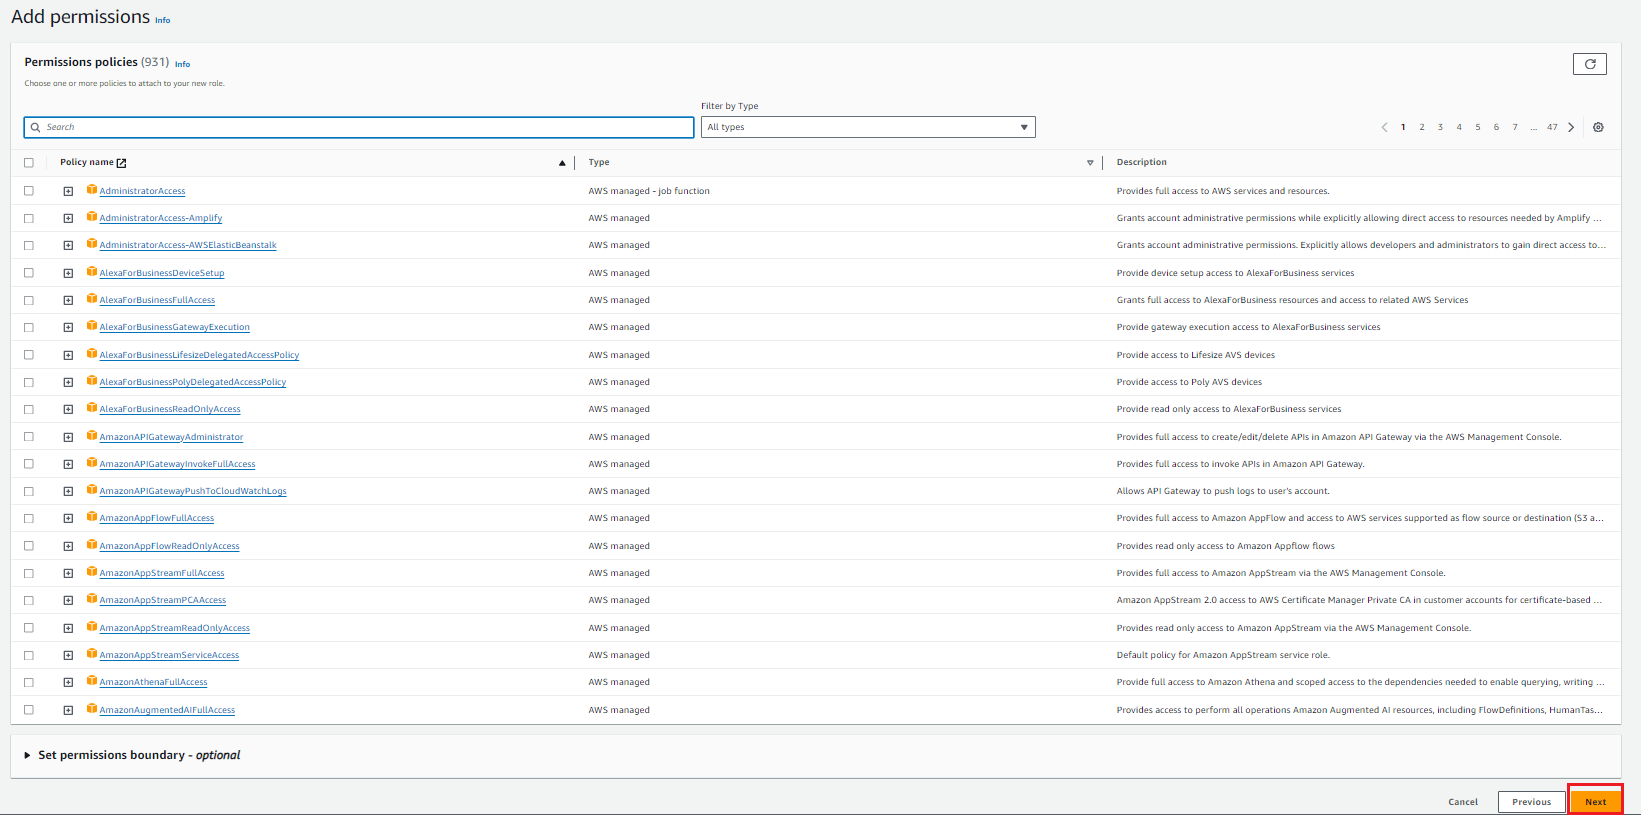 Add permissions Info
Permissions policies (931) Info
Choose one or more policies to attach to your new role.
Filter by Type
Search
All types
1 2 3 4 5 6 7 ... 47
Policy name Type Description
AdministratorAccess AWS managed - job function Provides full access to AWS services and resources.
AdministratorAccess-Amplify AWS managed Grants account administrative permissions while explicitly allowing direct access to resources needed by Amplify ...
AdministratorAccess-AWSElasticBeanstalk AWS managed Grants account administrative permissions. Explicitly allows developers and administrators to gain direct access to...
AlexaForBusinessDeviceSetup AWS managed Provide device setup access to AlexaForBusiness services
AlexaForBusinessFullAccess AWS managed Grants full access to AlexaForBusiness resources and access to related AWS Services
AlexaForBusinessGatewayExecution AWS managed Provide gateway execution access to AlexaForBusiness services
AlexaForBusinessLifesizeDelegatedAccessPolicy AWS managed Provide access to Lifesize AVS devices
AlexaForBusinessPolyDelegatedAccessPolicy AWS managed Provide access to Poly AVS devices
AlexaForBusinessReadOnlyAccess AWS managed Provide read only access to AlexaForBusiness services
AmazonAPIGatewayAdministrator AWS managed Provides full access to create/edit/delete APIs in Amazon API Gateway via the AWS Management Console.
AmazonAPIGatewayInvokeFullAccess AWS managed Provides full access to invoke APIs in Amazon API Gateway.
AmazonAPIGatewayPushToCloudWatchLogs AWS managed Allows API Gateway to push logs to user's account.
AmazonAppFlowFullAccess AWS managed Provides full access to Amazon AppFlow and access to AWS services supported as flow source or destination (S3 a...
AmazonAppFlowReadOnlyAccess AWS managed Provides read only access to Amazon Appflow flows
AmazonAppStreamFullAccess AWS managed Provides full access to Amazon AppStream via the AWS Management Console.
AmazonAppStreamPCAAccess AWS managed Amazon AppStream 2.0 access to AWS Certificate Manager Private CA in customer accounts for certificate-based ...
AmazonAppStreamReadOnlyAccess AWS managed Provides read only access to Amazon AppStream via the AWS Management Console.
AmazonAppStreamServiceAccess AWS managed Default policy for Amazon AppStream service role.
AmazonAthenaFullAccess AWS managed Provide full access to Amazon Athena and scoped access to the dependencies needed to enable querying, writing ...
AmazonAugmentedAIFullAccess AWS managed Provides access to perform all operations Amazon Augmented AI resources, including FlowDefinitions, HumanTas...
Set permissions boundary - optional
Cancel Previous Next